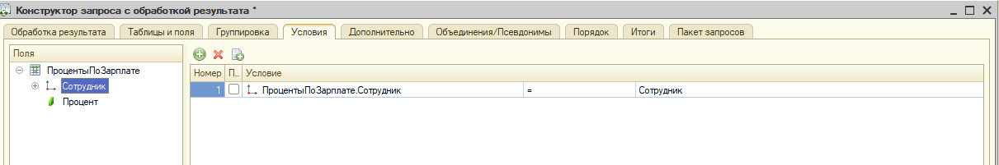 Конструктор запроса с обработкой результата *
Обработка результата Таблицы и поля Группировка Условия Дополнительно Объединения/Псевдонимы Порядок Итоги Пакет запросов
Поля
ПроцентыПоЗарплате
Сотрудник
Процент
Номер П... Условие
1 ПроцентыПоЗарплате.Сотрудник = Сотрудник